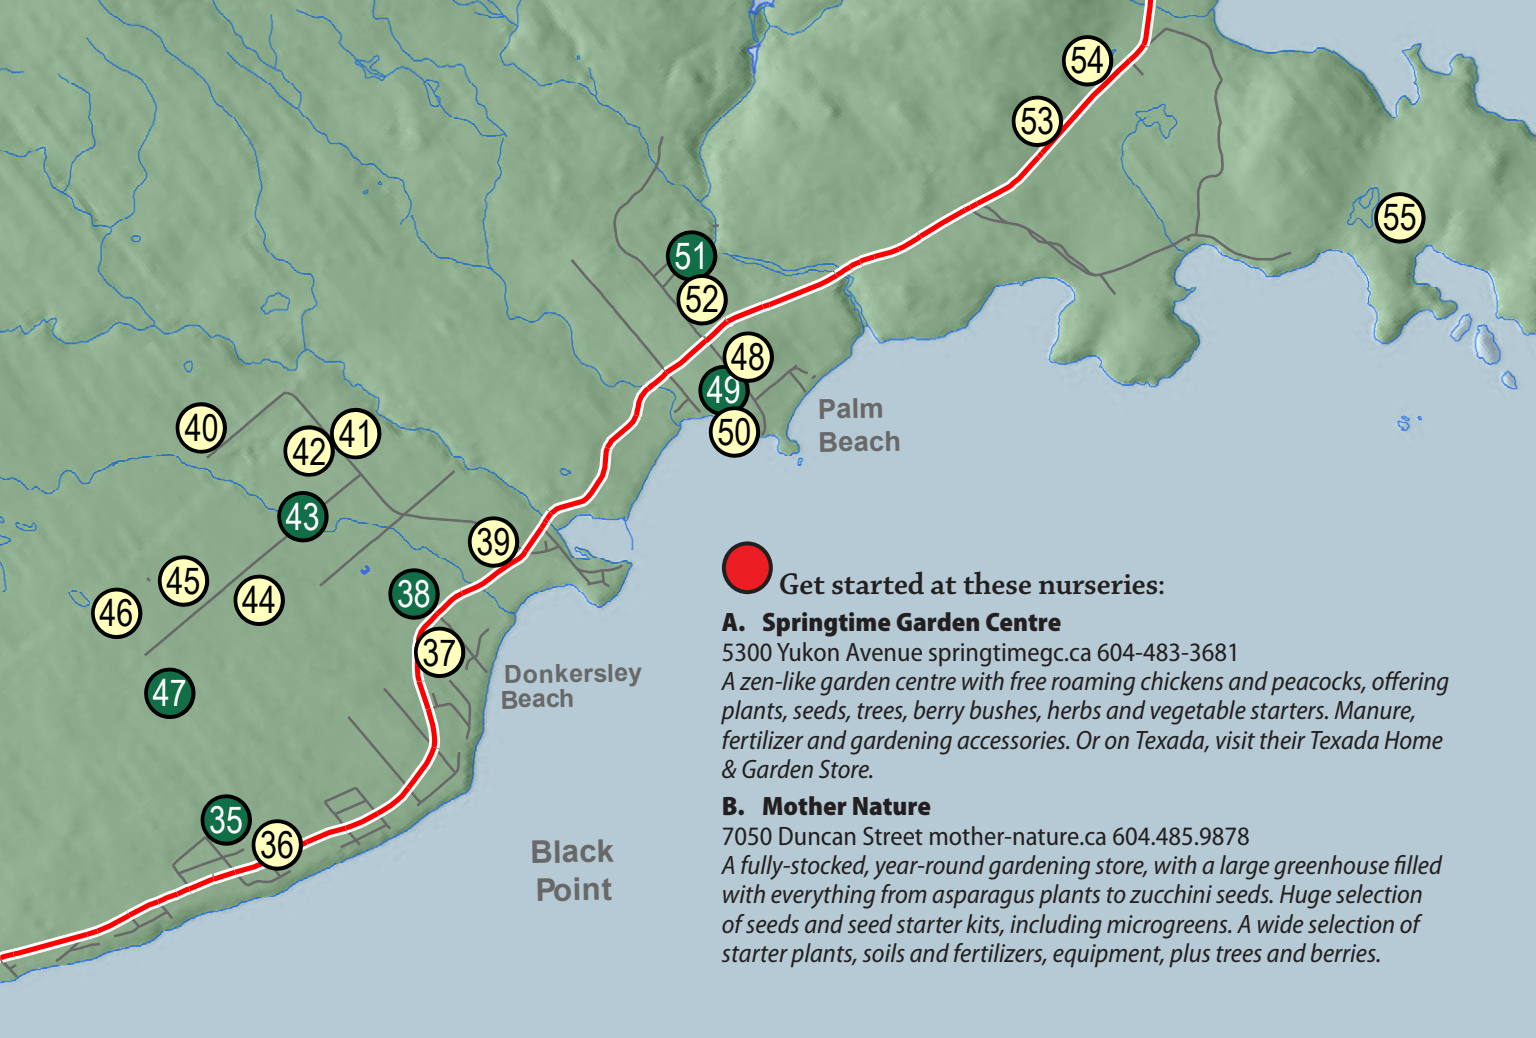 54
53
55
51
52
48
49
50
Palm
Beach
40
41
42
43
39
45
46
44
38
37
Donkersley
Beach
47
35
36
Black
Point
Get started at these nurseries:
A. Springtime Garden Centre
5300 Yukon Avenue springtimegc.ca 604-483-3681
A zen-like garden centre with free roaming chickens and peacocks, offering
plants, seeds, trees, berry bushes, herbs and vegetable starters. Manure,
fertilizer and gardening accessories. Or on Texada, visit their Texada Home
& Garden Store.
B. Mother Nature
7050 Duncan Street mother-nature.ca 604.485.9878
A fully-stocked, year-round gardening store, with a large greenhouse filled
with everything from asparagus plants to zucchini seeds. Huge selection
of seeds and seed starter kits, including microgreens. A wide selection of
starter plants, soils and fertilizers, equipment, plus trees and berries.